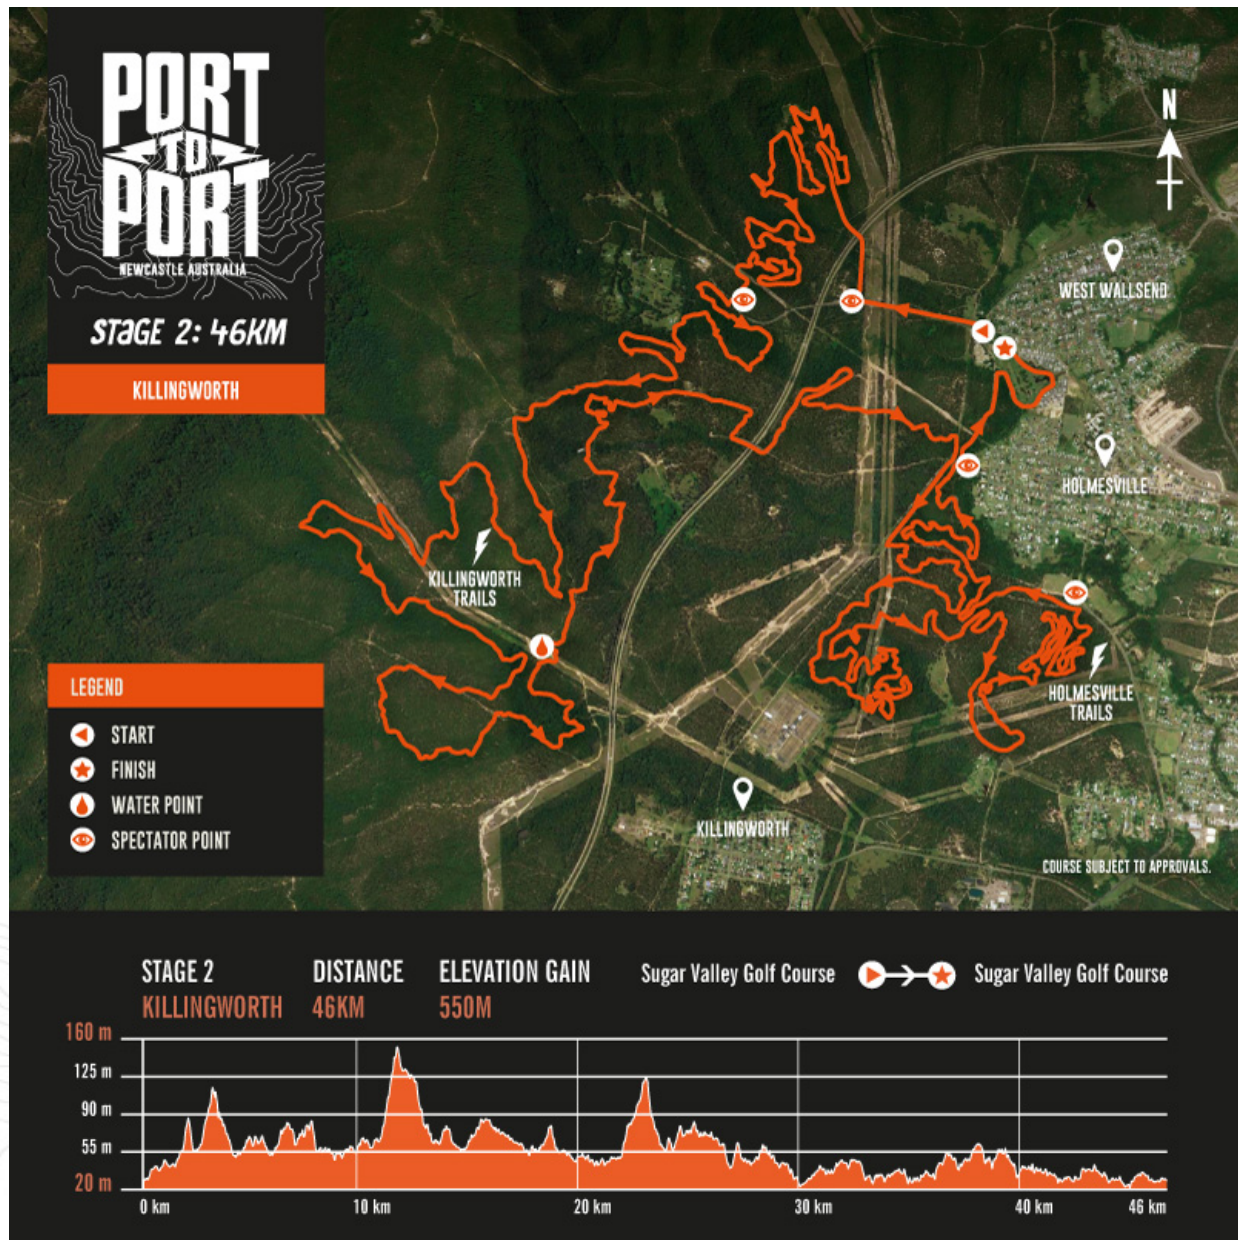 PORT
TO
PORT
NEWCASTLE AUSTRALIA
STAGE 2: 46KM
KILLINGWORTH
N
WEST WALLSEND
HOLMESVILLE
KILLINGWORTH
TRAILS
HOLMESVILLE
TRAILS
KILLINGWORTH
LEGEND
START
FINISH
WATER POINT
SPECTATOR POINT
COURSE SUBJECT TO APPROVALS.
STAGE 2 DISTANCE ELEVATION GAIN Sugar Valley Golf Course Sugar Valley Golf Course
KILLINGWORTH 46KM 550M
160 m
125 m
90 m
55 m
20 m
0 km 10 km 20 km 30 km 40 km 46 km